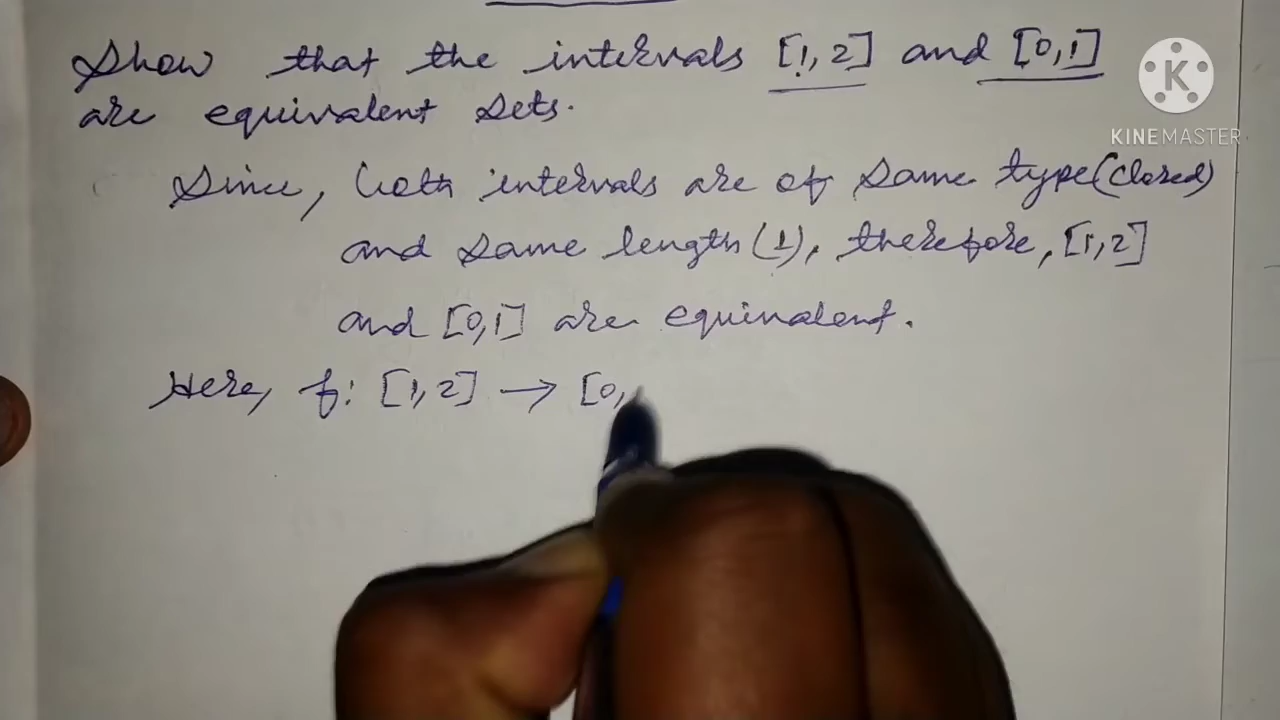 Show that the intervals [1, 2] and [0,1]
are equivalent sets.
Since, both intervals are of same type (closed)
and same length (1), therefore, [1,2]
and [0,1] are equivalent.
Here, f: [1, 2] → [0,
K
KINEMASTER